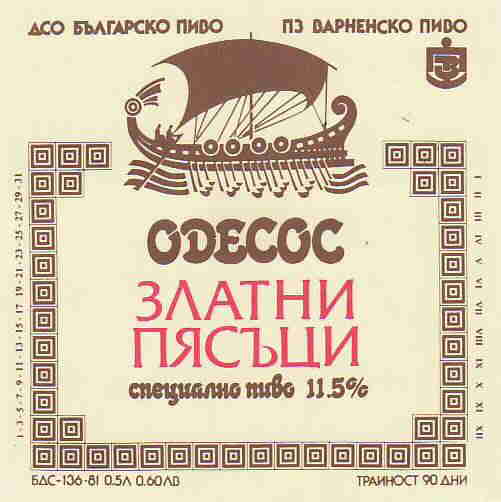 ДСО БЪЛГАРСКО ПИВО
ПЗ ВАРНЕНСКО ПИВО
ОДЕСОС
ЗЛАТНИ
ПЯСЪЦИ
специално пиво 11.5%
1-3-5-7-9-11-13-15-17 19-21-23-25-27-29-31
I II III IV V VI VII VIII IX X XI XII
БДС-136-81 0.5Л 0.60ЛВ
ТРАЙНОСТ 90 ДНИ